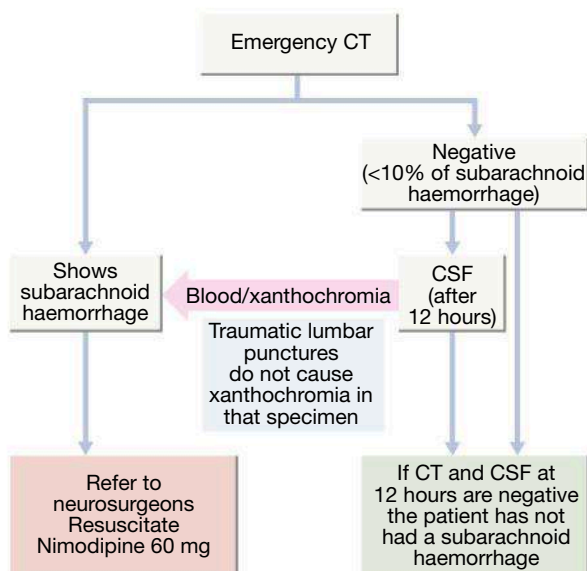 Emergency CT
Negative
(<10% of subarachnoid
haemorrhage)
Shows
subarachnoid
haemorrhage
Blood/xanthochromia
CSF
(after
12 hours)
Traumatic lumbar
punctures
do not cause
xanthochromia in
that specimen
Refer to
neurosurgeons
Resuscitate
Nimodipine 60 mg
If CT and CSF at
12 hours are negative
the patient has not
had a subarachnoid
haemorrhage